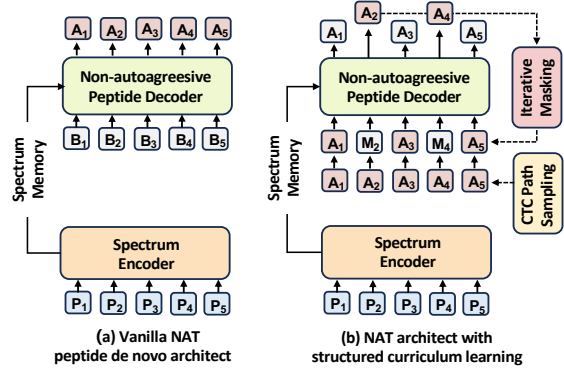 A1 A2 A3 A4 A5
Non-autoagreesive
Peptide Decoder
B1 B2 B3 B4 B5
Spectrum
Memory
Spectrum
Encoder
P1 P2 P3 P4 P5
(a) Vanilla NAT
peptide de novo architect
A1 A2 A3 A4 A5
Non-autoagreesive
Peptide Decoder
Iterative
Masking
A1 M2 A3 M4 A5
A1 A2 A3 A4 A5
CTC Path
Sampling
Spectrum
Memory
Spectrum
Encoder
P1 P2 P3 P4 P5
(b) NAT architect with
structured curriculum learning